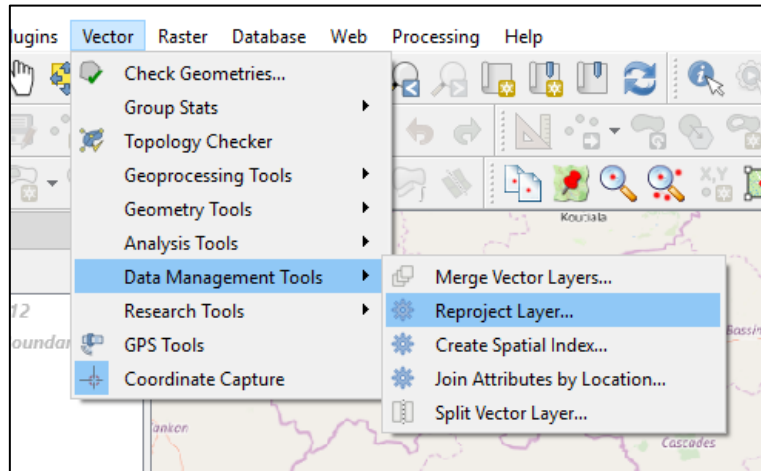 lugins Vector Raster Database Web Processing Help
Check Geometries...
Group Stats
Topology Checker
Geoprocessing Tools
Geometry Tools
Analysis Tools
Data Management Tools
Research Tools
GPS Tools
Coordinate Capture
Merge Vector Layers...
Reproject Layer...
Create Spatial Index...
Join Attributes by Location...
Split Vector Layer...
X,Y
Koutiala
12
oundar
Bassin
ankon
Cascades